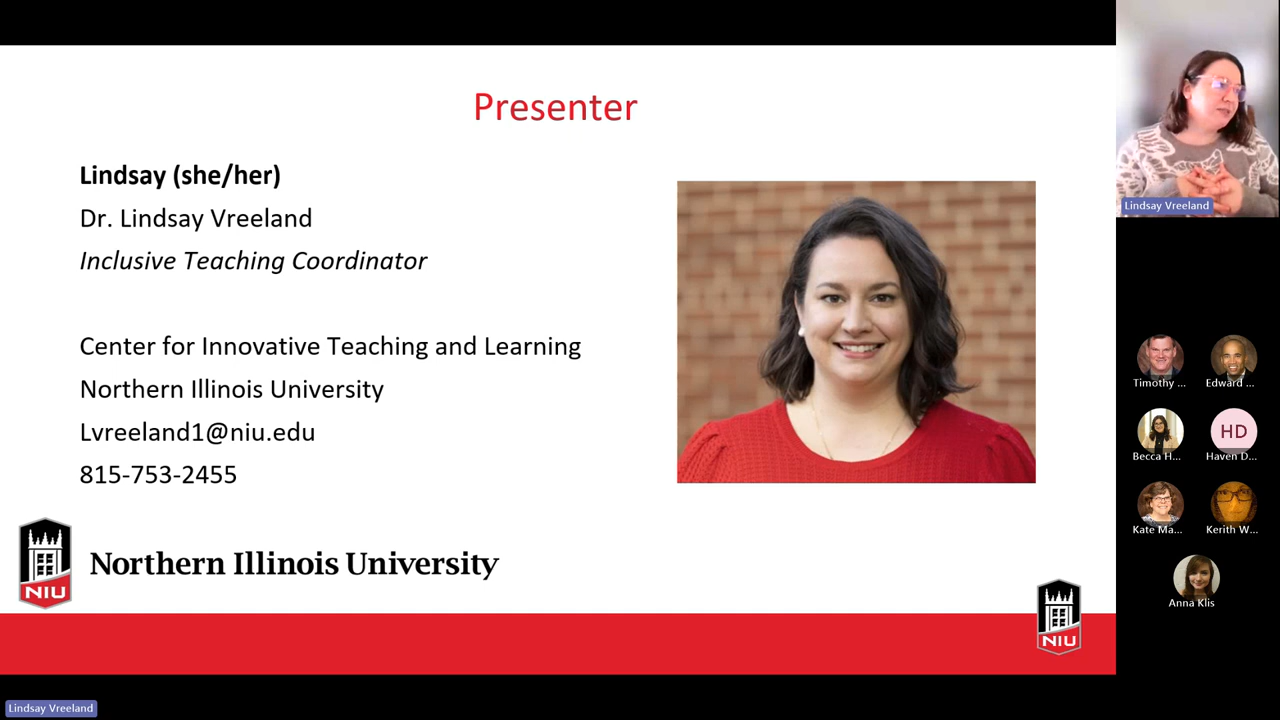 Presenter
Lindsay (she/her)
Dr. Lindsay Vreeland
Inclusive Teaching Coordinator
Center for Innovative Teaching and Learning
Northern Illinois University
Lvreeland1@niu.edu
815-753-2455
NIU
Northern Illinois University
NIU
Lindsay Vreeland
Lindsay Vreeland
Timothy ...
Edward ...
Becca H...
HD
Haven D...
Kate Ma...
Kerith W...
Anna Klis